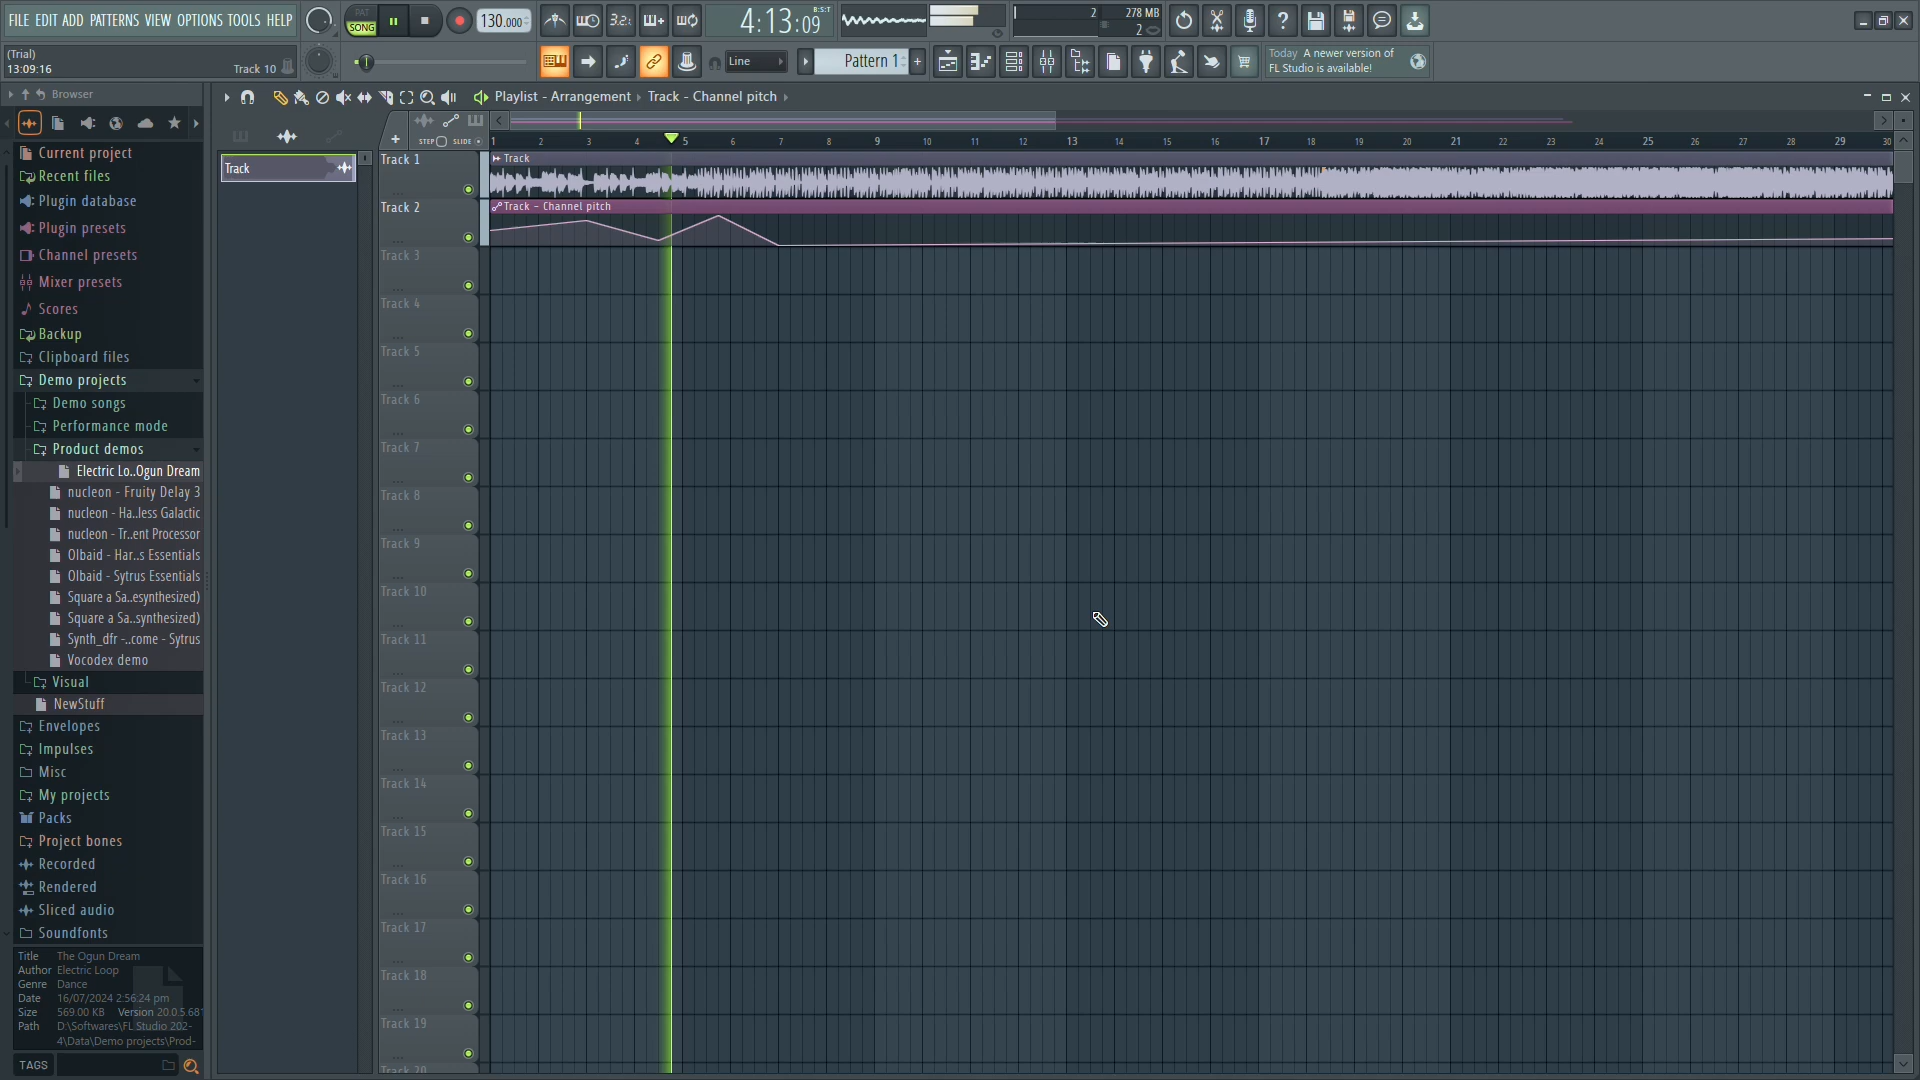 FILE EDIT ADD PATTERNS VIEW OPTIONS TOOLS HELP
PAT
SONG
130.000
3.2.:
4:13:09
B:S:T
2
278 MB
2
(Trial)
13:09:16
Track 10
Line
Pattern 1
+
Today A newer version of
FL Studio is available!
Browser
Playlist - Arrangement › Track - Channel pitch ›
STEP SLIDE
1 2 3 4 5 6 7 8 9 10 11 12 13 14 15 16 17 18 19 20 21 22 23 24 25 26 27 28 29 30
Current project
Recent files
Plugin database
Plugin presets
Channel presets
Mixer presets
Scores
Backup
Clipboard files
Demo projects
Demo songs
Performance mode
Product demos
Electric Lo..Ogun Dream
nucleon - Fruity Delay 3
nucleon - Ha..less Galactic
nucleon - Tr..ent Processor
Olbaid - Har..s Essentials
Olbaid - Sytrus Essentials
Square a Sa..esynthesized)
Square a Sa..synthesized)
Synth_dfr -..come - Sytrus
Vocodex demo
Visual
NewStuff
Envelopes
Impulses
Misc
My projects
Packs
Project bones
Recorded
Rendered
Sliced audio
Soundfonts
Title The Ogun Dream
Author Electric Loop
Genre Dance
Date 16/07/2024 2:56:24 pm
Size 569.00 KB Version 20.0.5.681
Path D:\Softwares\FL Studio 202-
4\Data\Demo projects\Prod-
TAGS
Track
Track 1
Track
Track 2
Track - Channel pitch
Track 3
Track 4
Track 5
Track 6
Track 7
Track 8
Track 9
Track 10
Track 11
Track 12
Track 13
Track 14
Track 15
Track 16
Track 17
Track 18
Track 19
Track 20